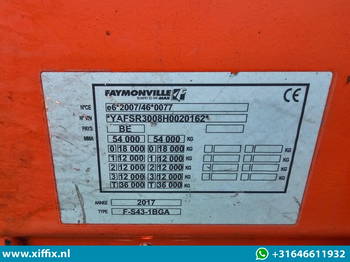 FAYMONVILLE
N°CE e6*2007/46*0077
N° VIN *YAFSR3008H0020162*
PAYS BE
MMA 54 000 54 000 KG
0 18 000 0 18 000 KG
1 12 000 1 12 000 KG
2 12 000 2 12 000 KG
3 12 000 3 12 000 KG
T 36 000 T 36 000 KG
ANNEE 2017
TYPE F-S43-1BGA
www.xiffix.nl +31646611932